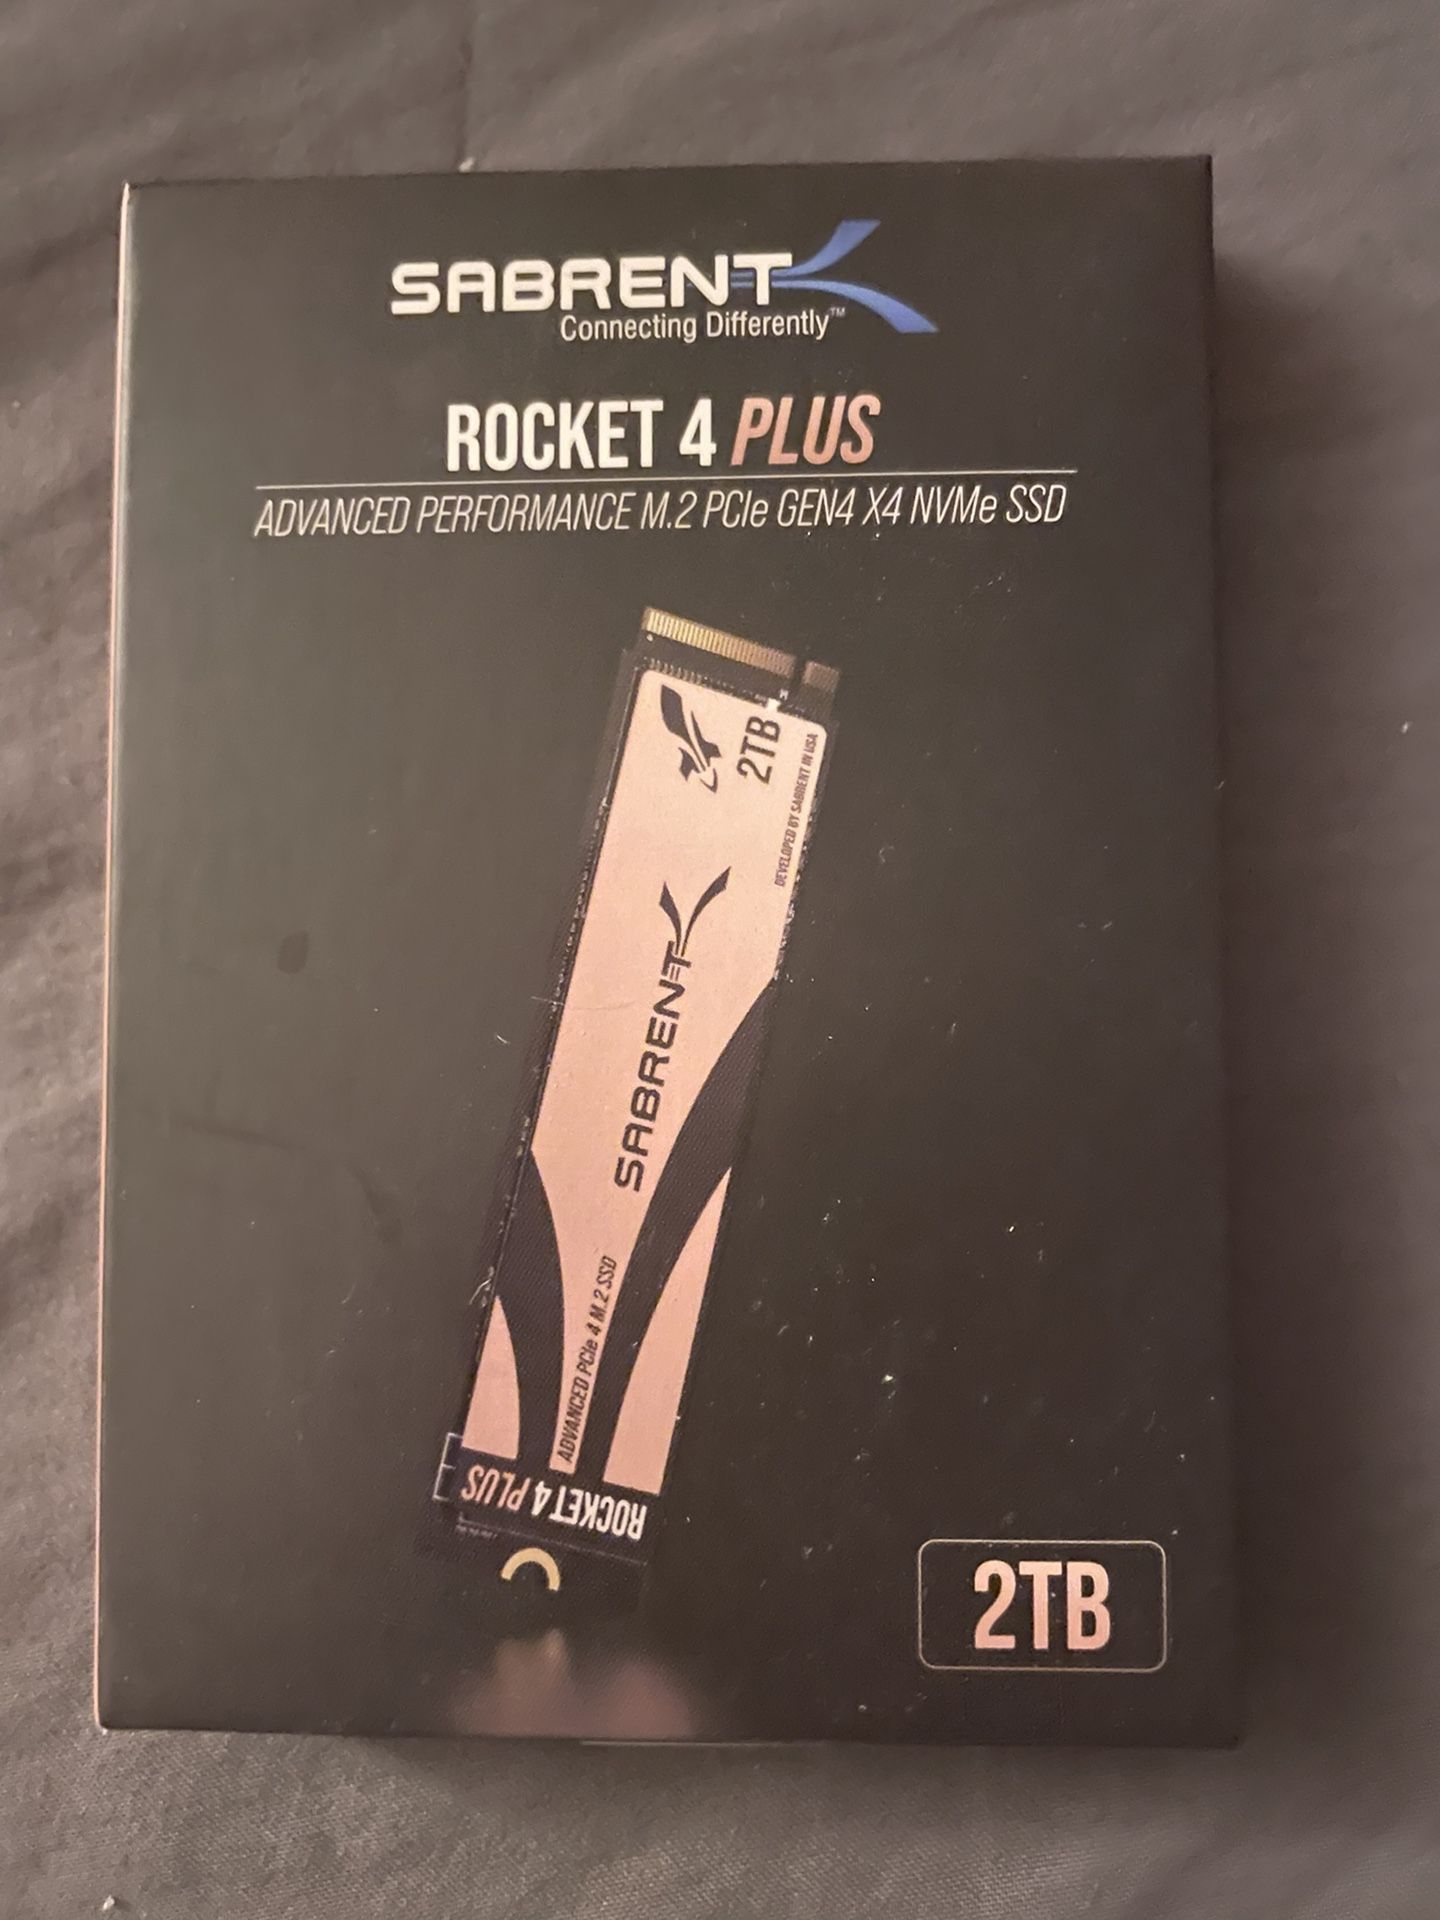 SABRENT
Connecting Differently™
ROCKET 4 PLUS
ADVANCED PERFORMANCE M.2 PCIe GEN4 X4 NVMe SSD
2TB
DEVELOPED BY SABRENT IN USA
SABRENT
ADVANCED PCIe 4 M.2 SSD
ROCKET 4 PLUS
2TB